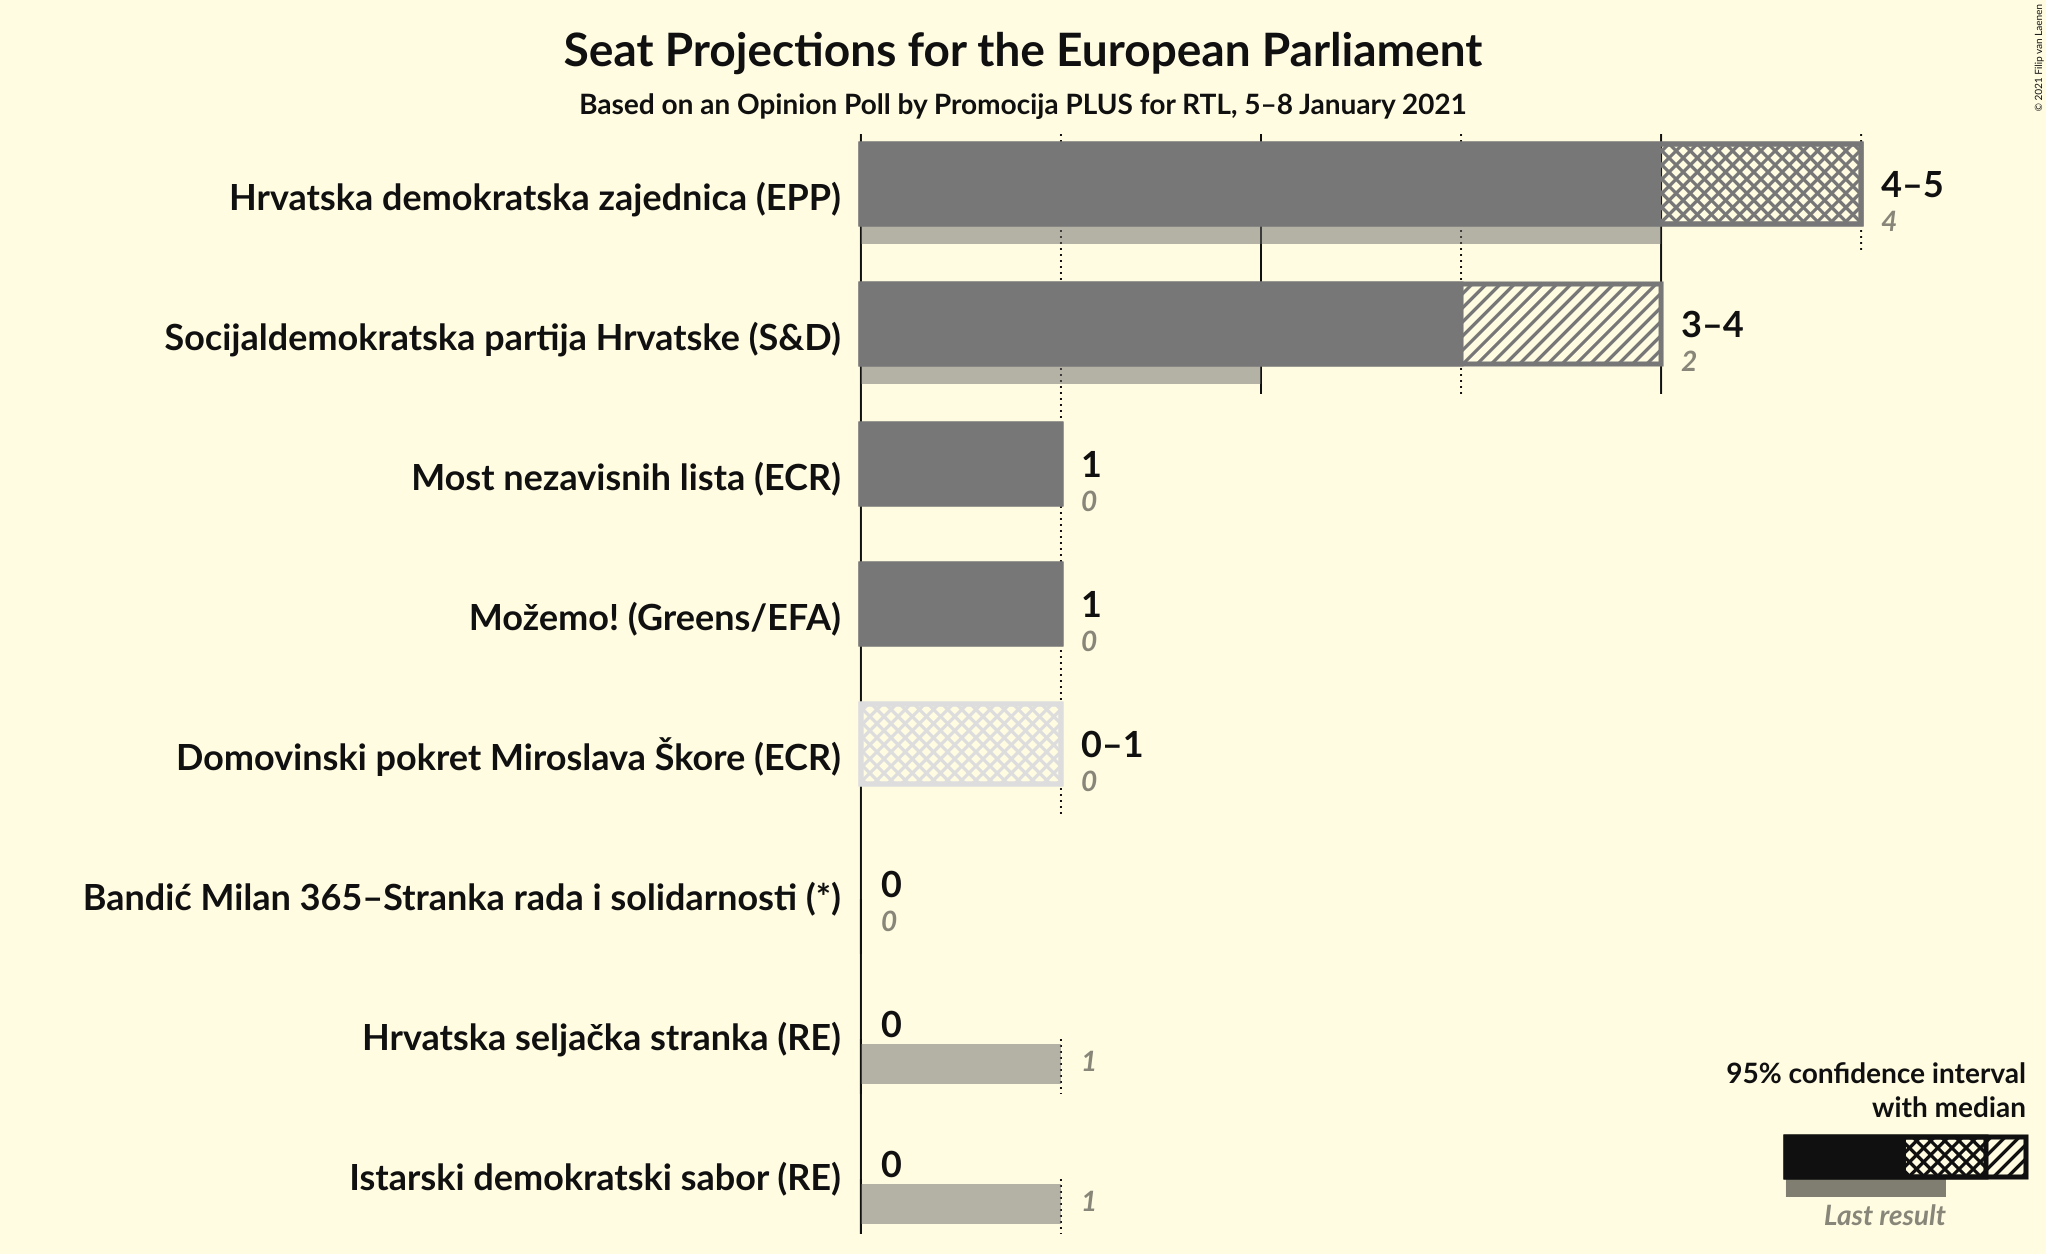 Seat Projections for the European Parliament
Based on an Opinion Poll by Promocija PLUS for RTL, 5–8 January 2021
© 2021 Filip van Laenen
Hrvatska demokratska zajednica (EPP)
4–5
4
Socijaldemokratska partija Hrvatske (S&D)
3–4
2
Most nezavisnih lista (ECR)
1
0
Možemo! (Greens/EFA)
1
0
Domovinski pokret Miroslava Škore (ECR)
0–1
0
Bandić Milan 365–Stranka rada i solidarnosti (*)
0
0
Hrvatska seljačka stranka (RE)
0
1
Istarski demokratski sabor (RE)
0
1
95% confidence interval
with median
Last result